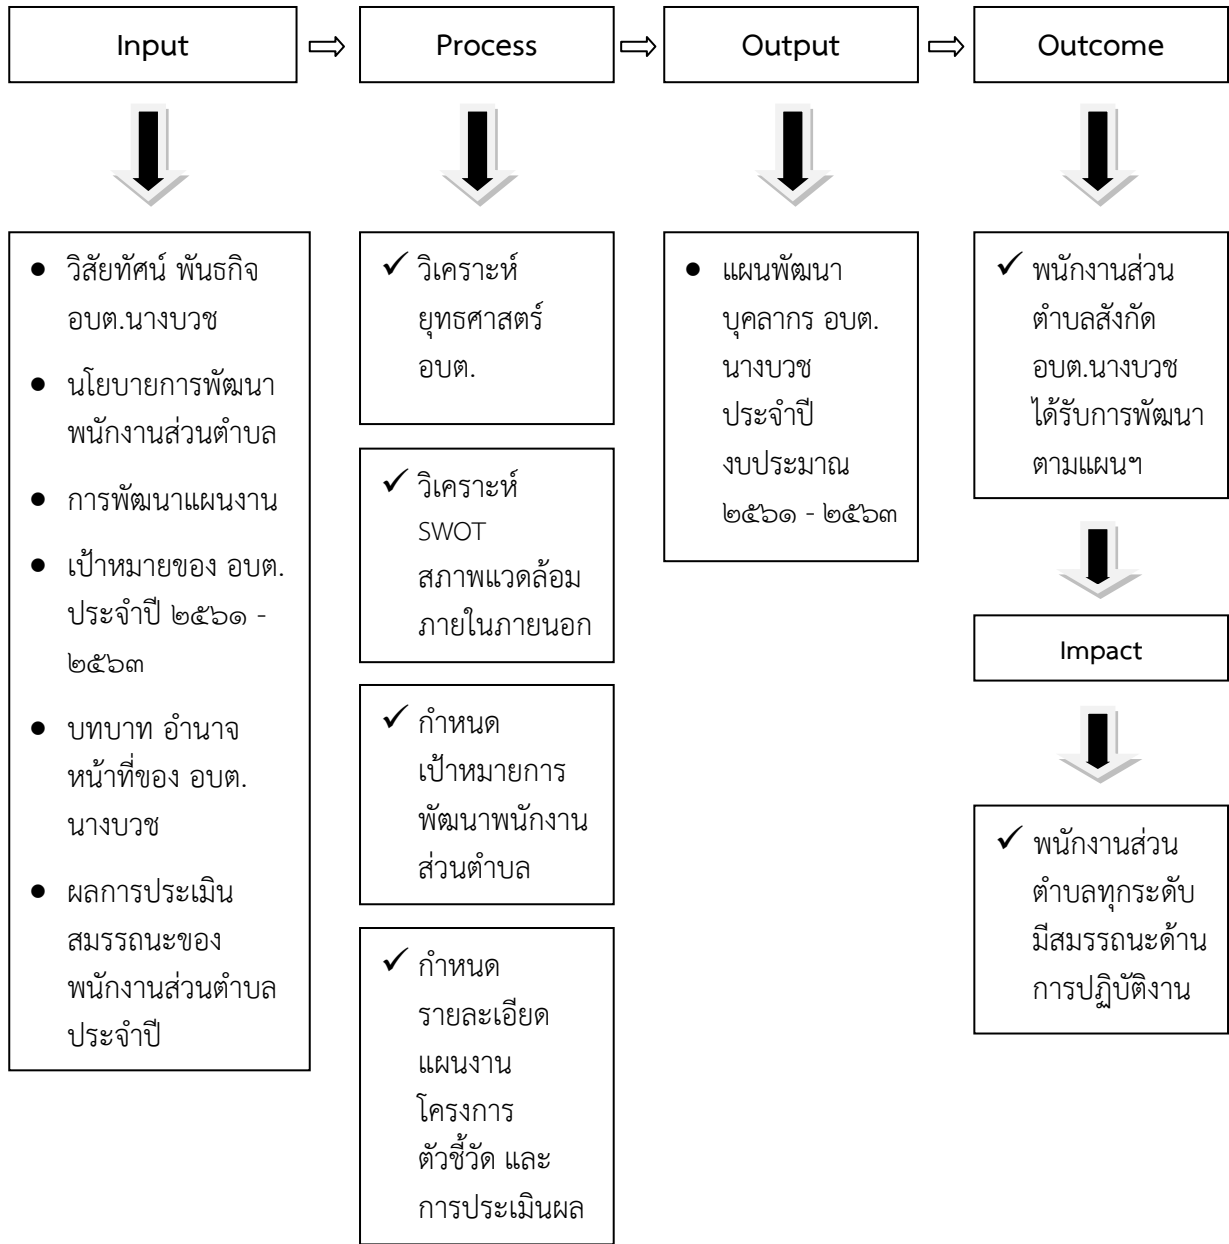 Input
Process
Output
Outcome
วิสัยทัศน์ พันธกิจ
อบต.นางบวช
นโยบายการพัฒนา
พนักงานส่วนตำบล
การพัฒนาแผนงาน
เป้าหมายของ อบต.
ประจำปี ๒๕๖๑ -
๒๕๖๓
บทบาท อำนาจ
หน้าที่ของ อบต.
นางบวช
ผลการประเมิน
สมรรถนะของ
พนักงานส่วนตำบล
ประจำปี
วิเคราะห์
ยุทธศาสตร์
อบต.
วิเคราะห์
SWOT
สภาพแวดล้อม
ภายในภายนอก
กำหนด
เป้าหมายการ
พัฒนาพนักงาน
ส่วนตำบล
กำหนด
รายละเอียด
แผนงาน
โครงการ
ตัวชี้วัด และ
การประเมินผล
แผนพัฒนา
บุคลากร อบต.
นางบวช
ประจำปี
งบประมาณ
๒๕๖๑ - ๒๕๖๓
พนักงานส่วน
ตำบลสังกัด
อบต.นางบวช
ได้รับการพัฒนา
ตามแผนฯ
Impact
พนักงานส่วน
ตำบลทุกระดับ
มีสมรรถนะด้าน
การปฏิบัติงาน